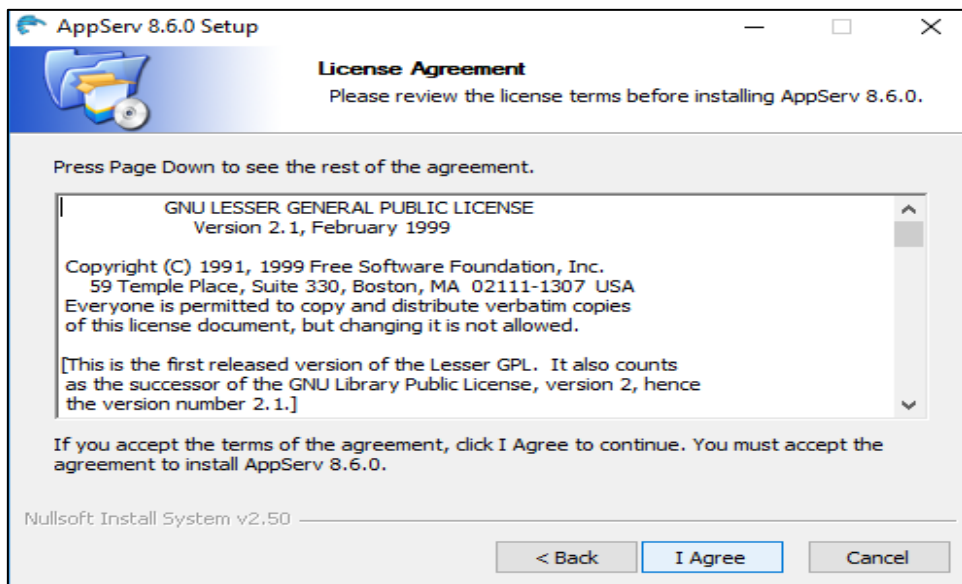 AppServ 8.6.0 Setup
License Agreement
Please review the license terms before installing AppServ 8.6.0.
Press Page Down to see the rest of the agreement.
GNU LESSER GENERAL PUBLIC LICENSE
Version 2.1, February 1999
Copyright (C) 1991, 1999 Free Software Foundation, Inc.
59 Temple Place, Suite 330, Boston, MA  02111-1307  USA
Everyone is permitted to copy and distribute verbatim copies
of this license document, but changing it is not allowed.
[This is the first released version of the Lesser GPL.  It also counts
as the successor of the GNU Library Public License, version 2, hence
the version number 2.1.]
If you accept the terms of the agreement, click I Agree to continue. You must accept the
agreement to install AppServ 8.6.0.
Nullsoft Install System v2.50
< Back
I Agree
Cancel